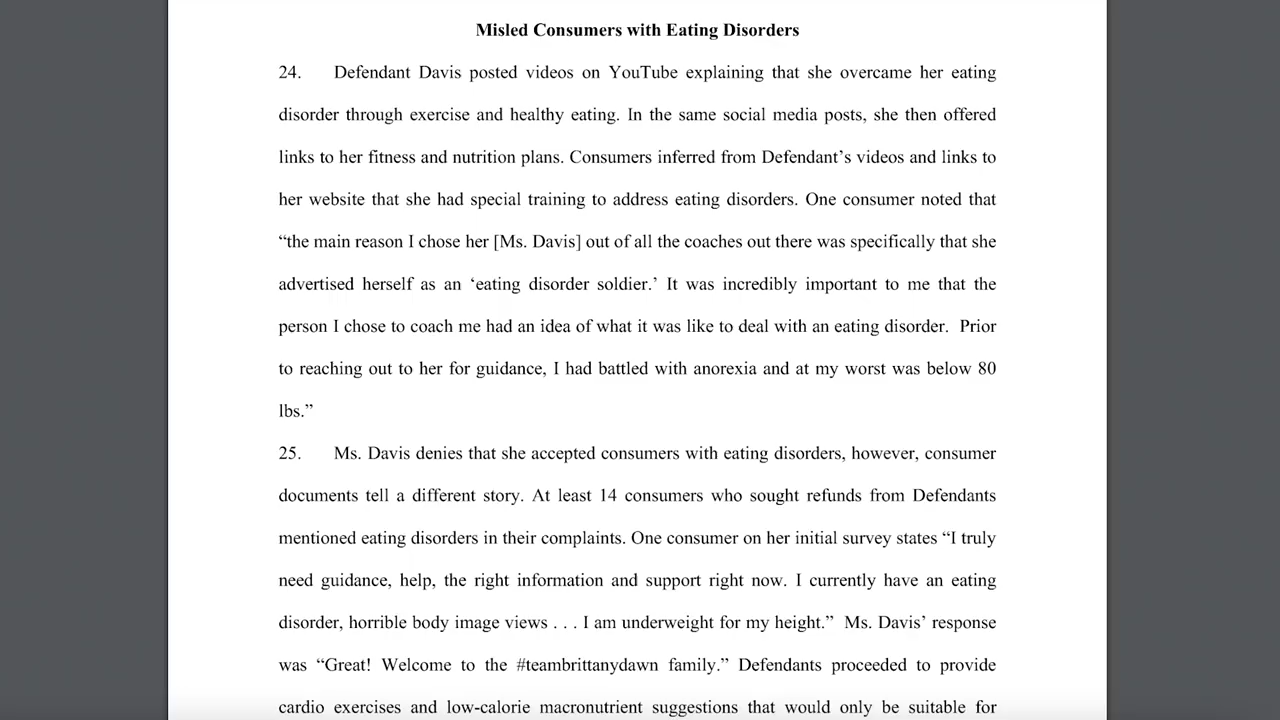 Misled Consumers with Eating Disorders
24. Defendant Davis posted videos on YouTube explaining that she overcame her eating
disorder through exercise and healthy eating. In the same social media posts, she then offered
links to her fitness and nutrition plans. Consumers inferred from Defendant’s videos and links to
her website that she had special training to address eating disorders. One consumer noted that
“the main reason I chose her [Ms. Davis] out of all the coaches out there was specifically that she
advertised herself as an ‘eating disorder soldier.’ It was incredibly important to me that the
person I chose to coach me had an idea of what it was like to deal with an eating disorder.  Prior
to reaching out to her for guidance, I had battled with anorexia and at my worst was below 80
lbs.”
25. Ms. Davis denies that she accepted consumers with eating disorders, however, consumer
documents tell a different story. At least 14 consumers who sought refunds from Defendants
mentioned eating disorders in their complaints. One consumer on her initial survey states “I truly
need guidance, help, the right information and support right now. I currently have an eating
disorder, horrible body image views . . . I am underweight for my height.”  Ms. Davis’ response
was “Great! Welcome to the #teambrittanydawn family.” Defendants proceeded to provide
cardio exercises and low-calorie macronutrient suggestions that would only be suitable for